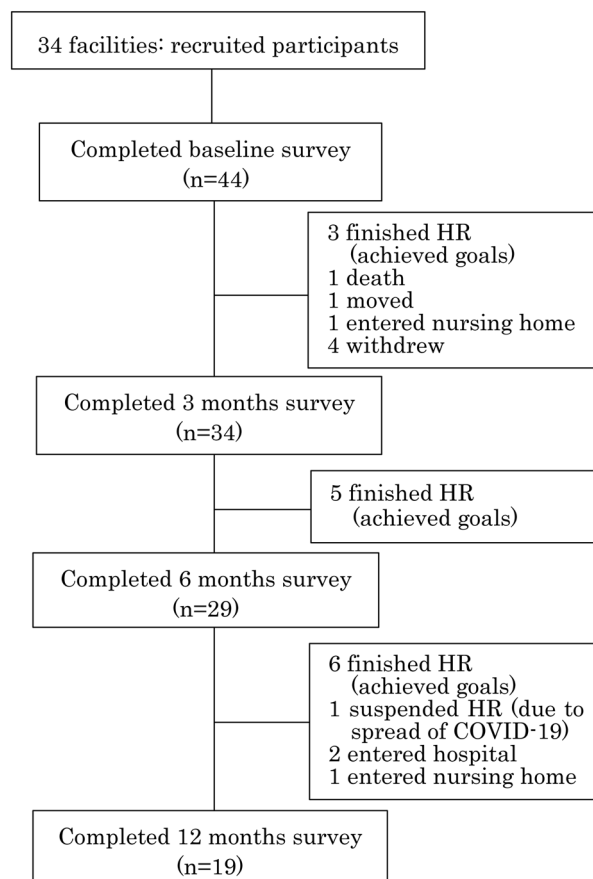 34 facilities: recruited participants
Completed baseline survey
(n=44)
3 finished HR
(achieved goals)
1 death
1 moved
1 entered nursing home
4 withdrew
Completed 3 months survey
(n=34)
5 finished HR
(achieved goals)
Completed 6 months survey
(n=29)
6 finished HR
(achieved goals)
1 suspended HR (due to
spread of COVID-19)
2 entered hospital
1 entered nursing home
Completed 12 months survey
(n=19)